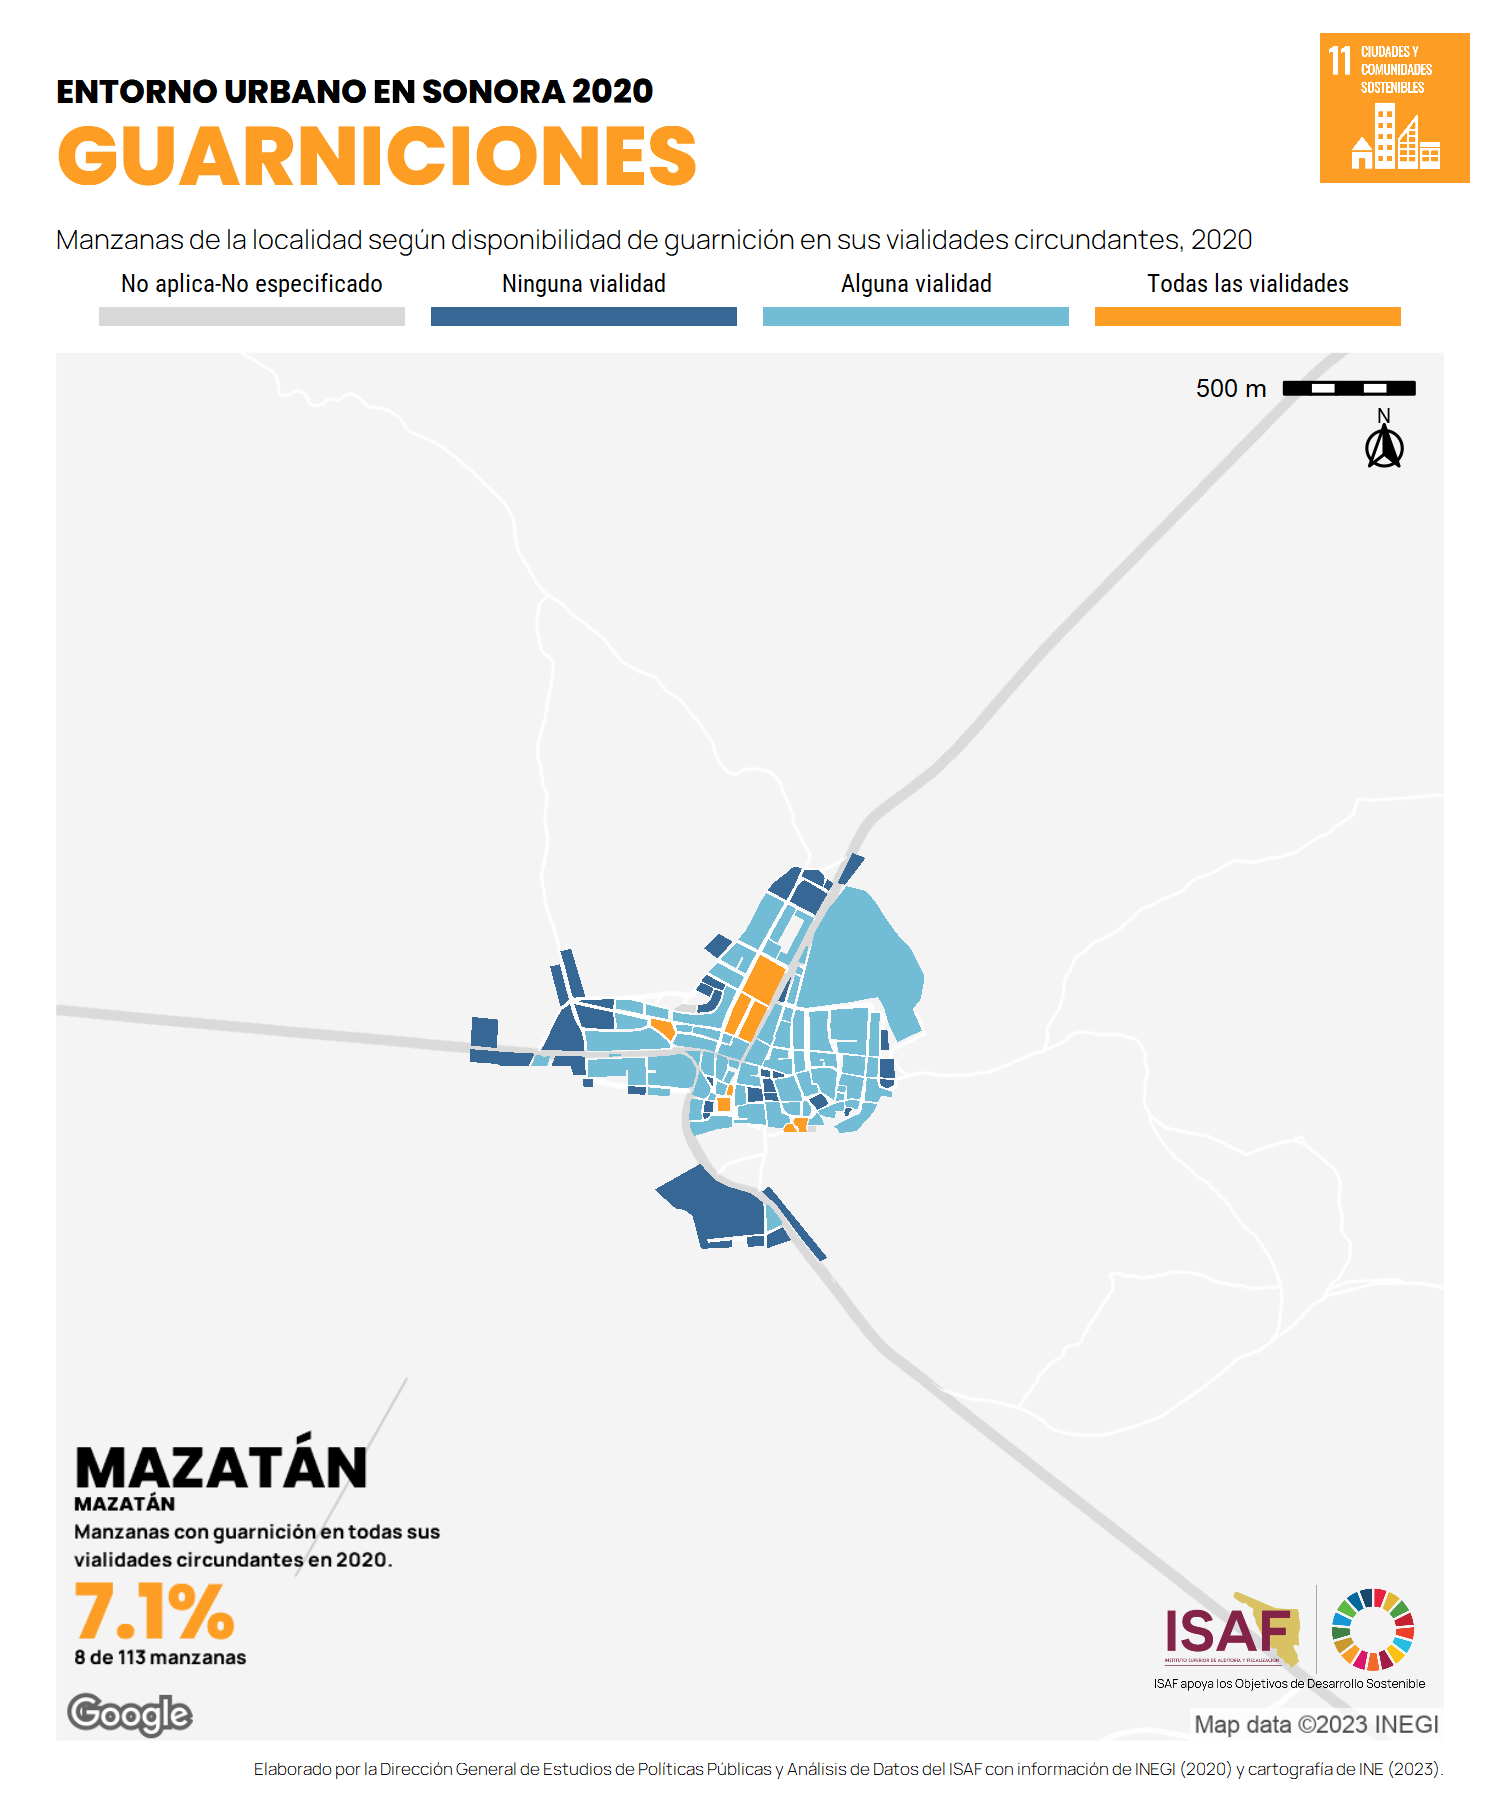 11 CIUDADES Y
COMUNIDADES
SOSTENIBLES
ENTORNO URBANO EN SONORA 2020
GUARNICIONES
Manzanas de la localidad según disponibilidad de guarnición en sus vialidades circundantes, 2020
No aplica-No especificado
Ninguna vialidad
Alguna vialidad
Todas las vialidades
500 m
N
MAZATÁN
MAZATÁN
Manzanas con guarnición en todas sus
vialidades circundantes en 2020.
7.1%
8 de 113 manzanas
Google
ISAF
INSTITUTO SUPERIOR DE AUDITORÍA Y FISCALIZACIÓN
ISAF apoya los Objetivos de Desarrollo Sostenible
Map data ©2023 INEGI
Elaborado por la Dirección General de Estudios de Políticas Públicas y Análisis de Datos del ISAF con información de INEGI (2020) y cartografía de INE (2023).